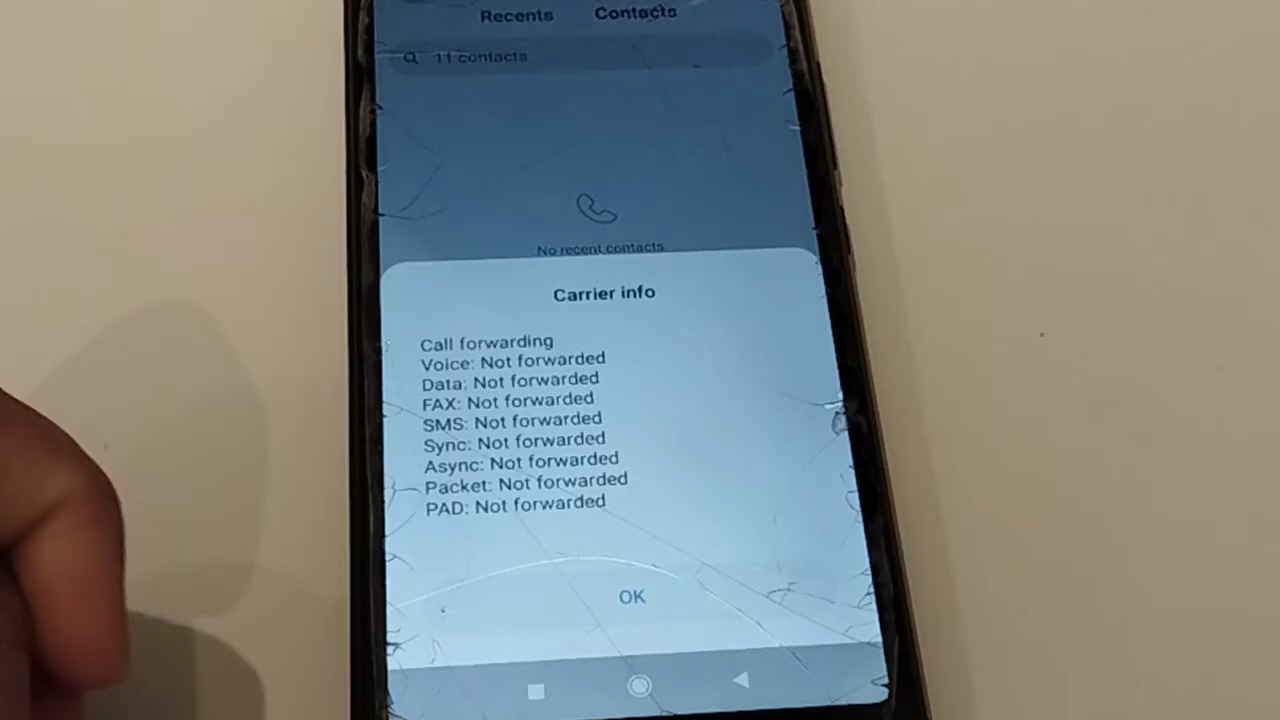 Recents Contacts
11 contacts
No recent contacts
Carrier info
Call forwarding
Voice: Not forwarded
Data: Not forwarded
FAX: Not forwarded
SMS: Not forwarded
Sync: Not forwarded
Async: Not forwarded
Packet: Not forwarded
PAD: Not forwarded
OK